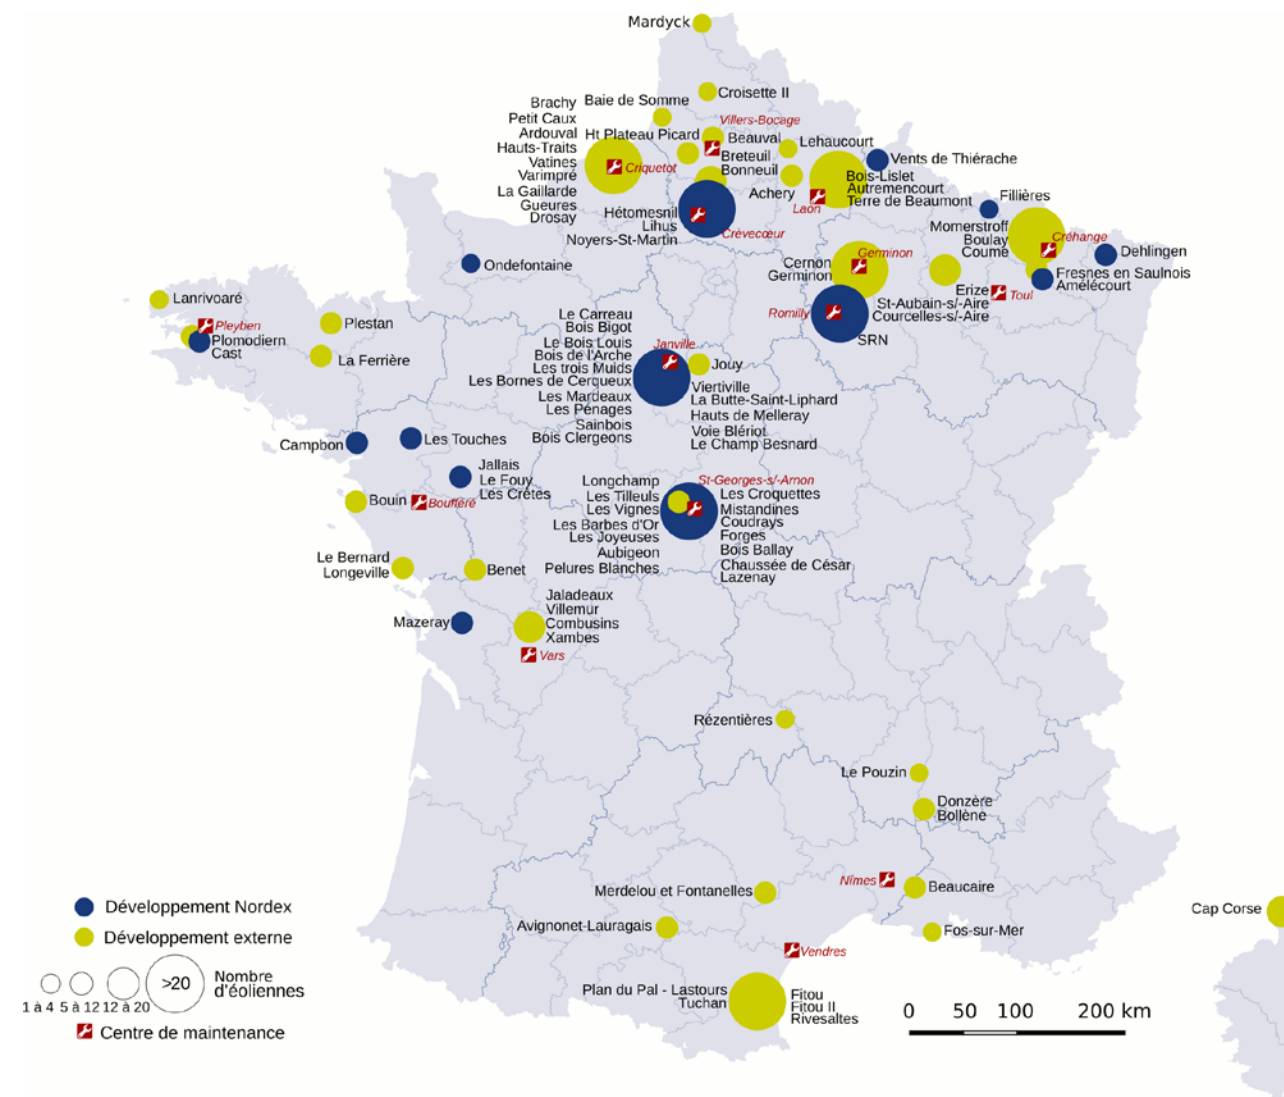 Mardyck
Croisette II
Baie de Somme
Brachy
Petit Caux
Ardouval
Hauts-Traits
Vatines
Varimpré
La Gaillarde
Gueures
Drosay
Criquetot
Villers-Bocage
Ht Plateau Picard
Beauval
Breteuil
Bonneuil
Lehaucourt
Achery
Vents de Thiérache
Bois-Lislet
Autremencourt
Terre de Beaumont
Laon
Hétomesnil
Lihus
Noyers-St-Martin
Crèvecœur
Fillières
Momerstroff
Boulay
Coume
Créhange
Dehlingen
Fresnes en Saulnois
Amélécourt
Cernon
Germinon
Germinon
Erize
St-Aubain-s/-Aire
Courcelles-s/-Aire
Toul
Romilly
SRN
Ondefontaine
Lanrivoaré
Pleyben
Plomodiern
Cast
Plestan
La Ferrière
Le Carreau
Bois Bigot
Le Bois Louis
Bois de l'Arche
Les trois Muids
Les Bornes de Cerqueux
Les Mardeaux
Les Pénages
Sainbois
Bois Clergeons
Janville
Jouy
Viertiville
La Butte-Saint-Liphard
Hauts de Melleray
Voie Blériot
Le Champ Besnard
Campbon
Les Touches
Jallais
Le Fouy
Les Crêtes
Bouin
Boufféré
Longchamp
Les Tilleuls
Les Vignes
Les Barbes d'Or
Les Joyeuses
Aubigeon
Pelures Blanches
St-Georges-s/-Arnon
Les Croquettes
Mistandines
Coudrays
Forges
Bois Ballay
Chaussée de César
Lazenay
Le Bernard
Longeville
Benet
Mazeray
Jaladeaux
Villemur
Combusins
Xambes
Vars
Rézentières
Le Pouzin
Donzère
Bollène
Nîmes
Beaucaire
Merdelou et Fontanelles
Avignonet-Lauragais
Fos-sur-Mer
Cap Corse
Vendres
Plan du Pal - Lastours
Tuchan
Fitou
Fitou II
Rivesaltes
Développement Nordex
Développement externe
>20
Nombre
d'éoliennes
1 à 4 5 à 12 12 à 20
Centre de maintenance
0 50 100 200 km